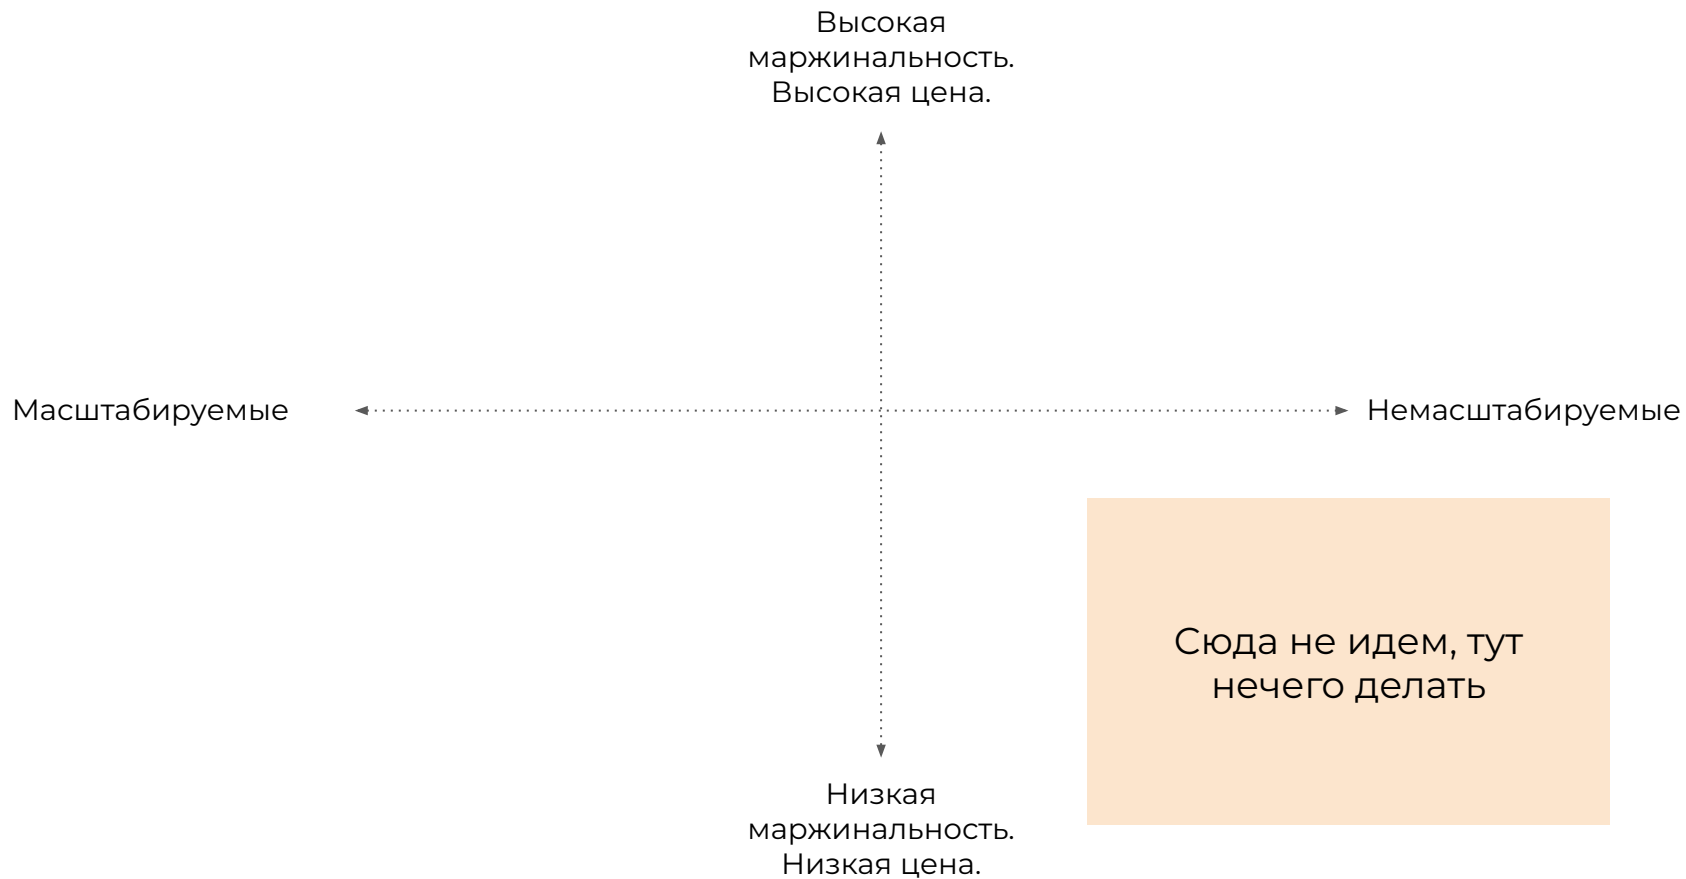 Высокая
маржинальность.
Высокая цена.
Масштабируемые
Немасштабируемые
Сюда не идем, тут
нечего делать
Низкая
маржинальность.
Низкая цена.